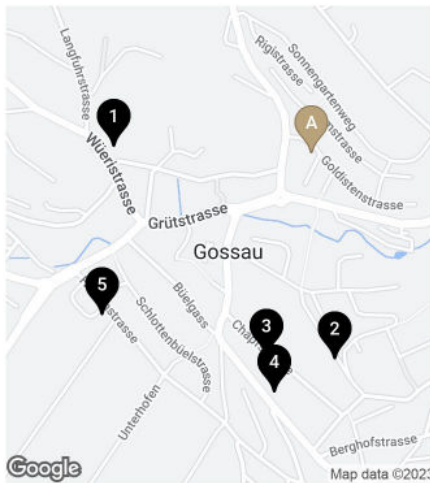 Langfuhrstrasse
Rigistrasse
Sonnengartenweg
1
A
Wüeristrasse
Goldistenstrasse
Grütstrasse
Gossau
5
Büelgass
Schlottenbüelstrasse
3
2
4
Unterhofen
Berghofstrasse
Google
Map data ©2023